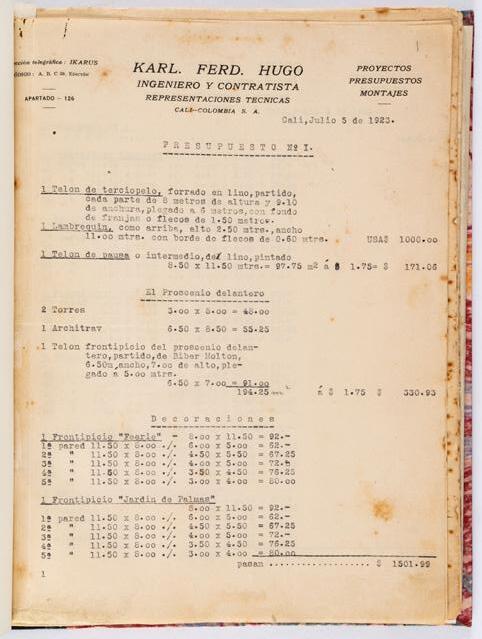 cción telegráfica: IKARUS
ódigo: A. B. C 5a. Edición
APARTADO - 126
KARL. FERD. HUGO
INGENIERO Y CONTRATISTA
REPRESENTACIONES TECNICAS
CALI-COLOMBIA S. A.
PROYECTOS
PRESUPUESTOS
MONTAJES
Cali, Julio 5 de 1923.
PRESUPUESTO Nº I.
1 Telon de terciopelo, forrado en lino, partido,
cada parte de 8 metros de altura y 9.10
de anchura, plegado a 6 metros, con fondo
de franjas o flecos de 1.50 metros.
1 Lambrequin, como arriba, alto 2.50 mtrs., ancho
11.00 mtrs. con borde de flecos de 0.60 mtrs. USA$ 1000.00
1 Telon de pausa o intermedio, de lino, pintado
8.50 x 11.50 mtrs. = 97.75 m2 á $ 1.75= $ 171.06
El Proscenio delantero
2 Torres 3.00 x 8.00 = 48.00
1 Architrav 6.50 x 8.50 = 55.25
1 Telon frontipicio del proscenio delan-
tero, partido, de Biber Molton,
6.50m, ancho, 7.00 de alto, ple-
gado a 5.00 mtrs.
6.50 x 7.00 = 91.00
194.25 á $ 1.75 $ 330.93
Decoraciones
1 Frontipicio "Feerie" - 8.00 x 11.50 = 92.-
1ª pared 11.50 x 8.00 ./. 6.00 x 5.00 = 62.-
2ª " 11.50 x 8.00 ./. 4.50 x 5.50 = 67.25
3ª " 11.50 x 8.00 ./. 4.00 x 5.00 = 72.-
4ª " 11.50 x 8.00 ./. 3.50 x 4.50 = 76.25
5ª " 11.50 x 8.00 ./. 3.00 x 4.00 = 80.00
1 Frontipicio "Jardin de Palmas"
8.00 x 11.50 = 92.-
1ª pared 11.50 x 8.00 ./. 6.00 x 5.00 = 62.-
2ª " 11.50 x 8.00 ./. 4.50 x 5.50 = 67.25
3ª " 11.50 x 8.00 ./. 4.00 x 5.00 = 72.-
4ª " 11.50 x 8.00 ./. 3.50 x 4.50 = 76.25
5ª " 11.50 x 8.00 ./. 3.00 x 4.00 = 80.00
pasan .................. $ 1501.99
1